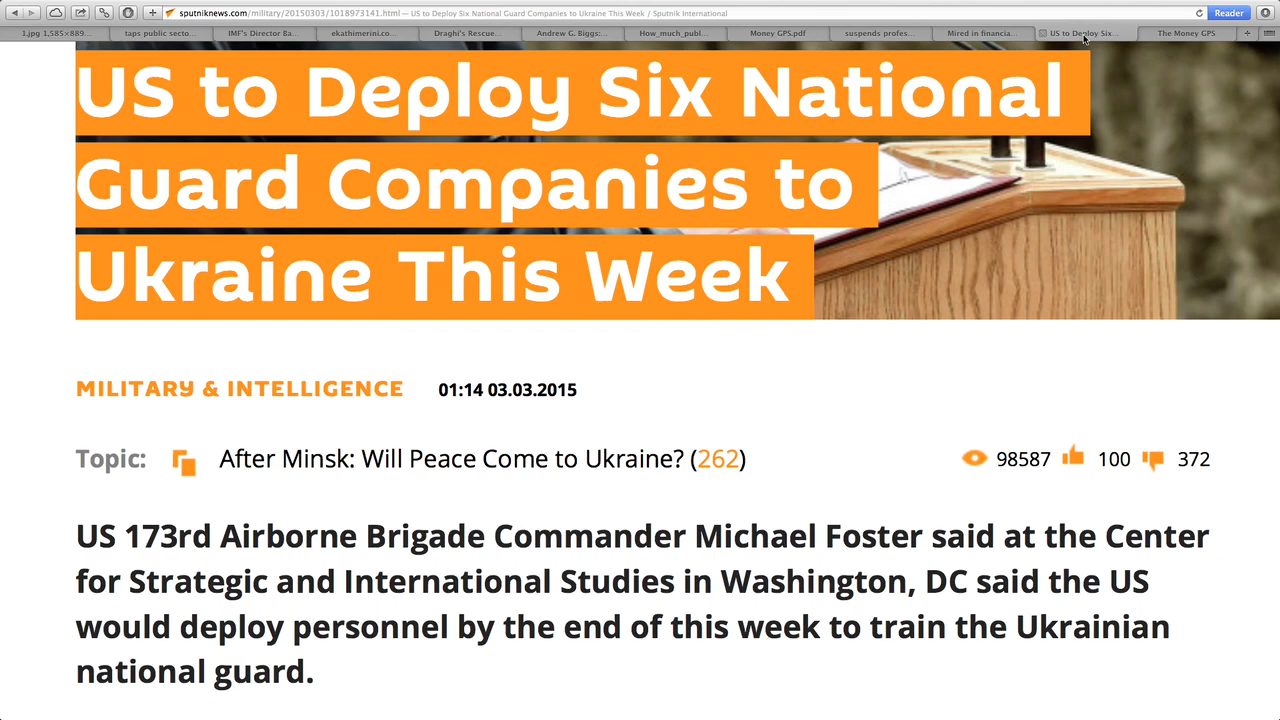 sputniknews.com/military/20150303/1018973141.html — US to Deploy Six National Guard Companies to Ukraine This Week / Sputnik International
Reader
1.jpg 1,585×889... taps public secto... IMF's Director Ba... ekathimerini.co... Draghi's Rescue... Andrew G. Biggs:... How_much_publ... Money GPS.pdf suspends profes... Mired in financia... US to Deploy Six... The Money GPS
US to Deploy Six National
Guard Companies to
Ukraine This Week
MILITARY & INTELLIGENCE 01:14 03.03.2015
Topic: After Minsk: Will Peace Come to Ukraine? (262) 98587 100 372
US 173rd Airborne Brigade Commander Michael Foster said at the Center
for Strategic and International Studies in Washington, DC said the US
would deploy personnel by the end of this week to train the Ukrainian
national guard.